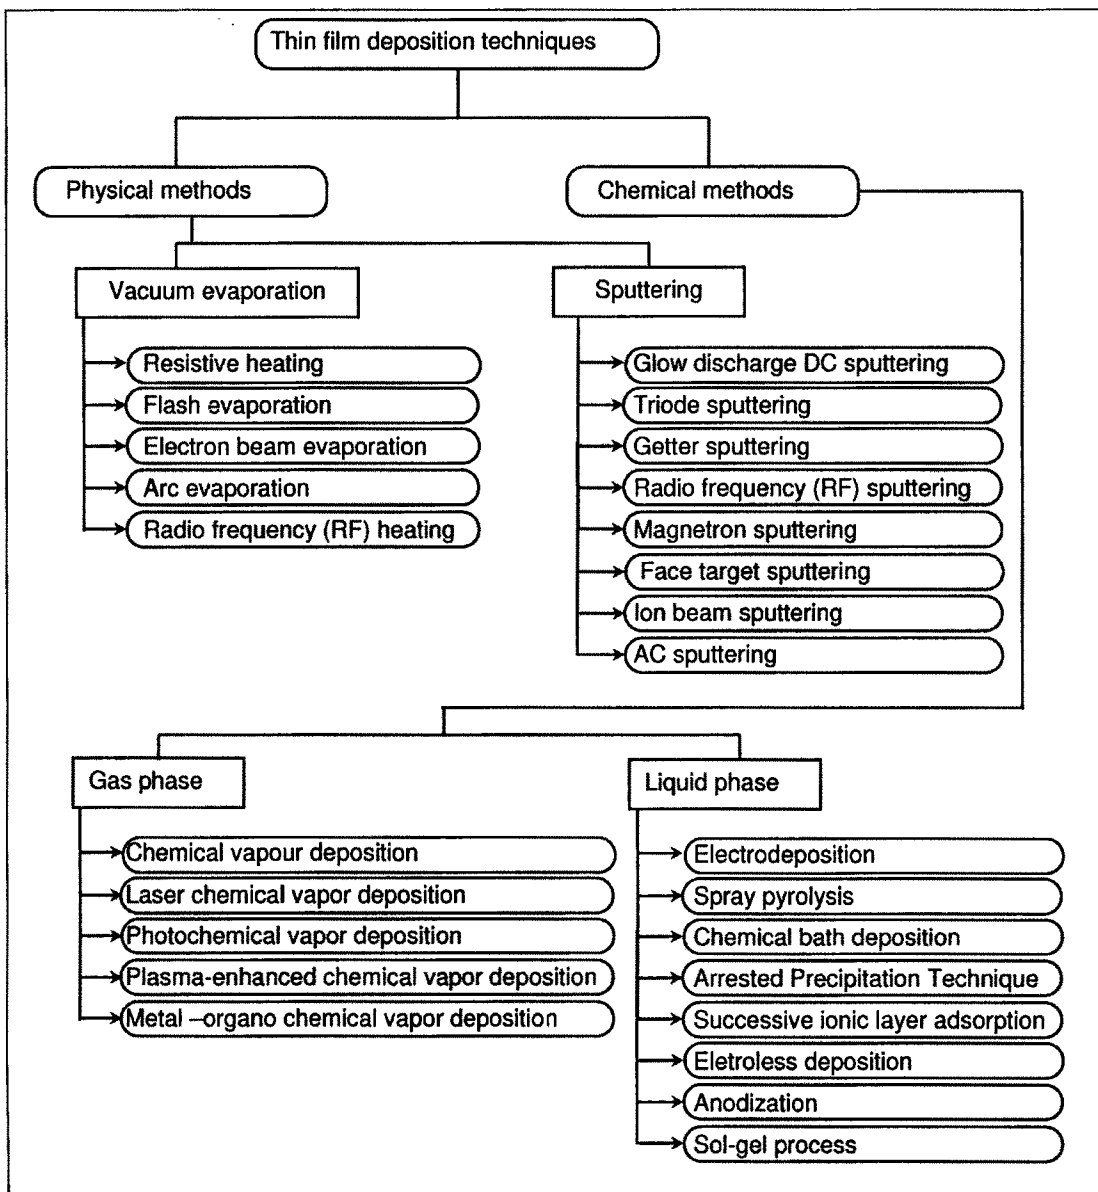 Thin film deposition techniques
Physical methods
Chemical methods
Vacuum evaporation
Resistive heating
Flash evaporation
Electron beam evaporation
Arc evaporation
Radio frequency (RF) heating
Sputtering
Glow discharge DC sputtering
Triode sputtering
Getter sputtering
Radio frequency (RF) sputtering
Magnetron sputtering
Face target sputtering
Ion beam sputtering
AC sputtering
Gas phase
Chemical vapour deposition
Laser chemical vapor deposition
Photochemical vapor deposition
Plasma-enhanced chemical vapor deposition
Metal –organo chemical vapor deposition
Liquid phase
Electrodeposition
Spray pyrolysis
Chemical bath deposition
Arrested Precipitation Technique
Successive ionic layer adsorption
Eletroless deposition
Anodization
Sol-gel process